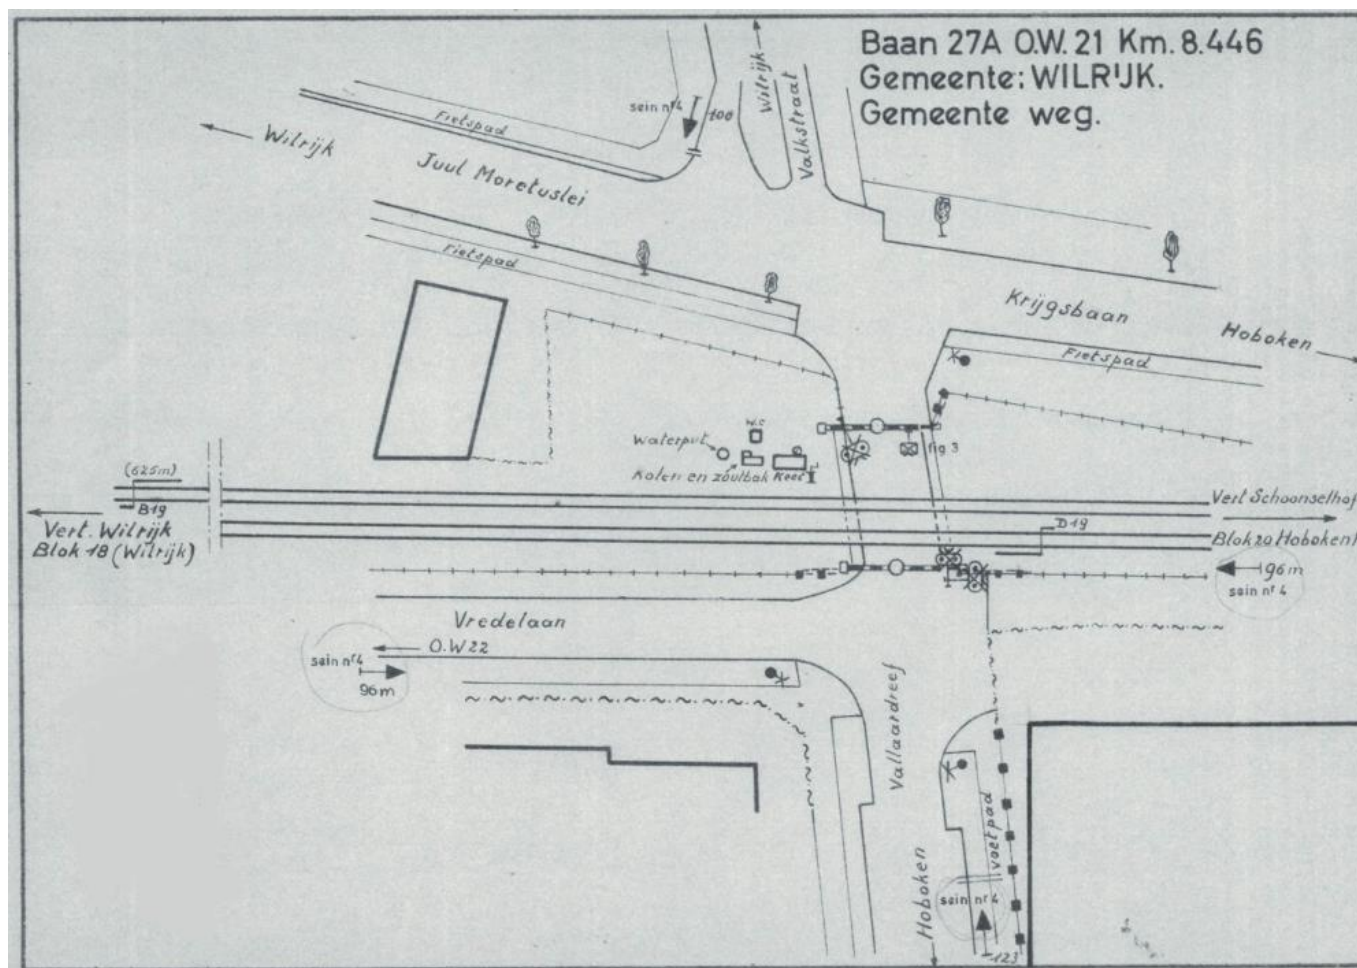 Baan 27A O.W. 21 Km. 8.446
Gemeente: WILRIJK.
Gemeente weg.
Wilrijk
Valkstraat
sein nr 4
100
Fietspad
Wilrijk
Juul Moretuslei
Fietspad
Krijgsbaan
Hoboken
Fietspad
W.C
Waterput
fig 3
Kolen en zoutbak
Keet
(625m)
B19
Vert Schoonselhof
Vert. Wilrijk
Blok 18 (Wilrijk)
D19
Blok 20 Hoboken
96m
sein nr 4
Vredelaan
O.W 22
sein nr 4
96m
Vallaardreef
voetpad
Hoboken
sein nr 4
123